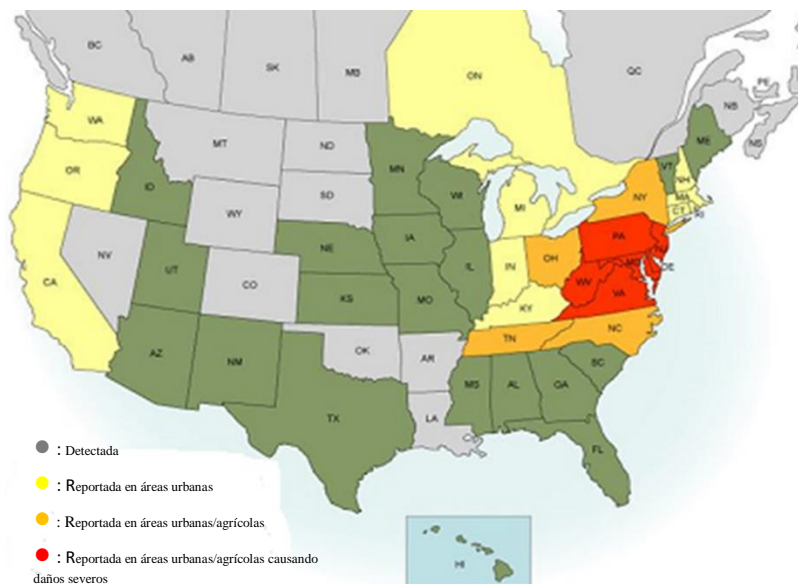 BC
AB
SK
MB
ON
QC
PE
NB
NS
WA
MT
ND
MN
ME
VT
NH
MA
CT
RI
OR
ID
SD
WI
MI
NY
WY
NE
IA
PA
NJ
NV
UT
CO
IL
IN
OH
MD
DE
WV
VA
CA
KS
MO
KY
AZ
NM
OK
AR
TN
NC
SC
MS
AL
GA
TX
LA
FL
HI
: Detectada
: Reportada en áreas urbanas
: Reportada en áreas urbanas/agrícolas
: Reportada en áreas urbanas/agrícolas causando
daños severos